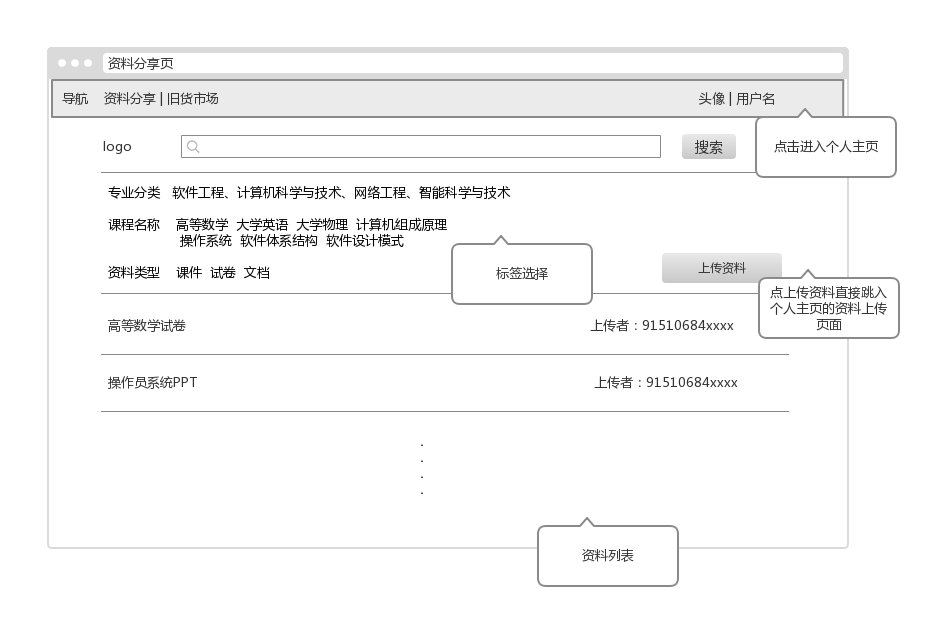 资料分享页
导航 资料分享 | 旧货市场 头像 | 用户名
点击进入个人主页
logo 搜索
专业分类 软件工程、计算机科学与技术、网络工程、智能科学与技术
课程名称 高等数学 大学英语 大学物理 计算机组成原理
操作系统 软件体系结构 软件设计模式
资料类型 课件 试卷 文档
标签选择
上传资料
点上传资料直接跳入
个人主页的资料上传
页面
高等数学试卷 上传者：91510684xxxx
操作员系统PPT 上传者：91510684xxxx
.
.
.
.
资料列表